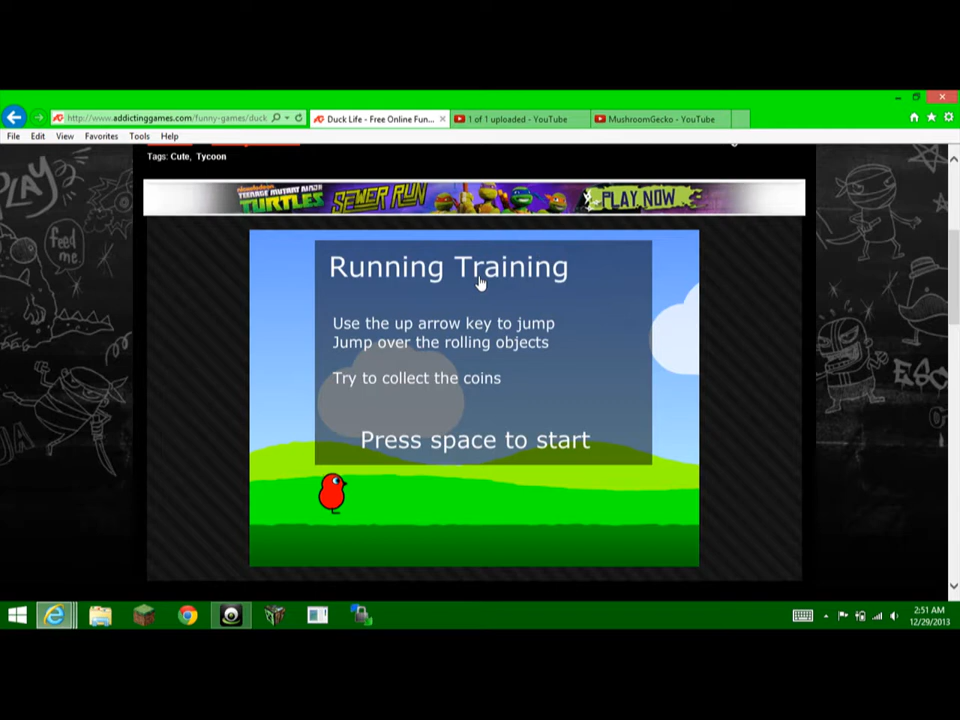 http://www.addictinggames.com/funny-games/duck
Duck Life - Free Online Fun...
1 of 1 uploaded - YouTube
MushroomGecko - YouTube
File Edit View Favorites Tools Help
Tags: Cute, Tycoon
nickelodeon
TEENAGE MUTANT NINJA
TURTLES
SEWER RUN
PLAY NOW
PLAY
feed me.
Running Training
Use the up arrow key to jump
Jump over the rolling objects
Try to collect the coins
Press space to start
ESC
2:51 AM
12/29/2013